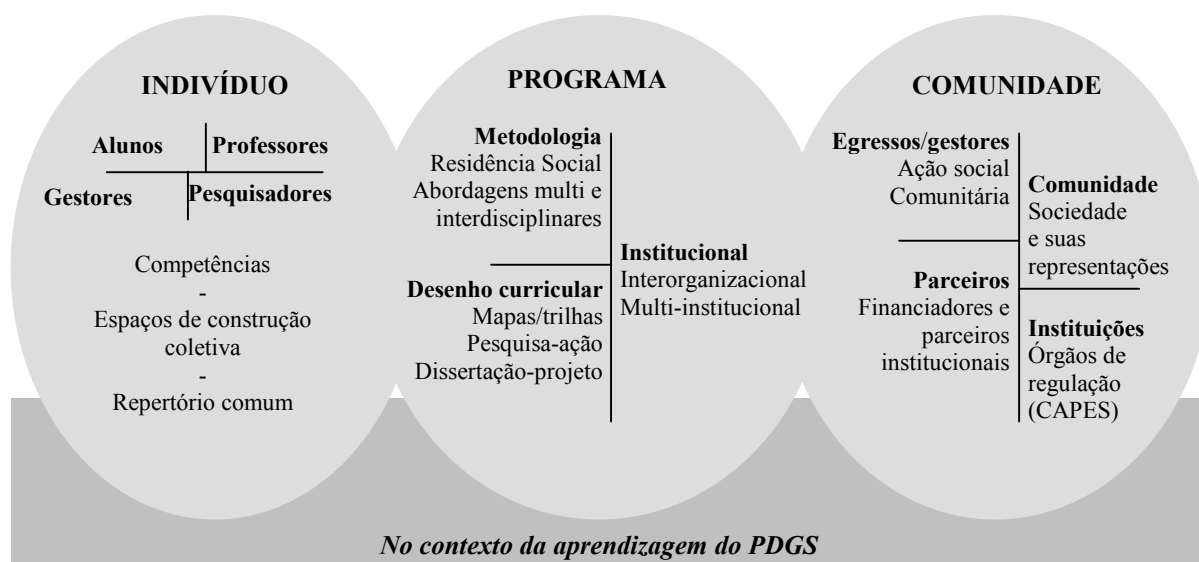 INDIVÍDUO
Alunos
Professores
Gestores
Pesquisadores
Competências
-
Espaços de construção
coletiva
-
Repertório comum
PROGRAMA
Metodologia
Residência Social
Abordagens multi e
interdisciplinares
Desenho curricular
Mapas/trilhas
Pesquisa-ação
Dissertação-projeto
Institucional
Interorganizacional
Multi-institucional
COMUNIDADE
Egressos/gestores
Ação social
Comunitária
Parceiros
Financiadores e
parceiros
institucionais
Comunidade
Sociedade
e suas
representações
Instituições
Órgãos de
regulação
(CAPES)
No contexto da aprendizagem do PDGS